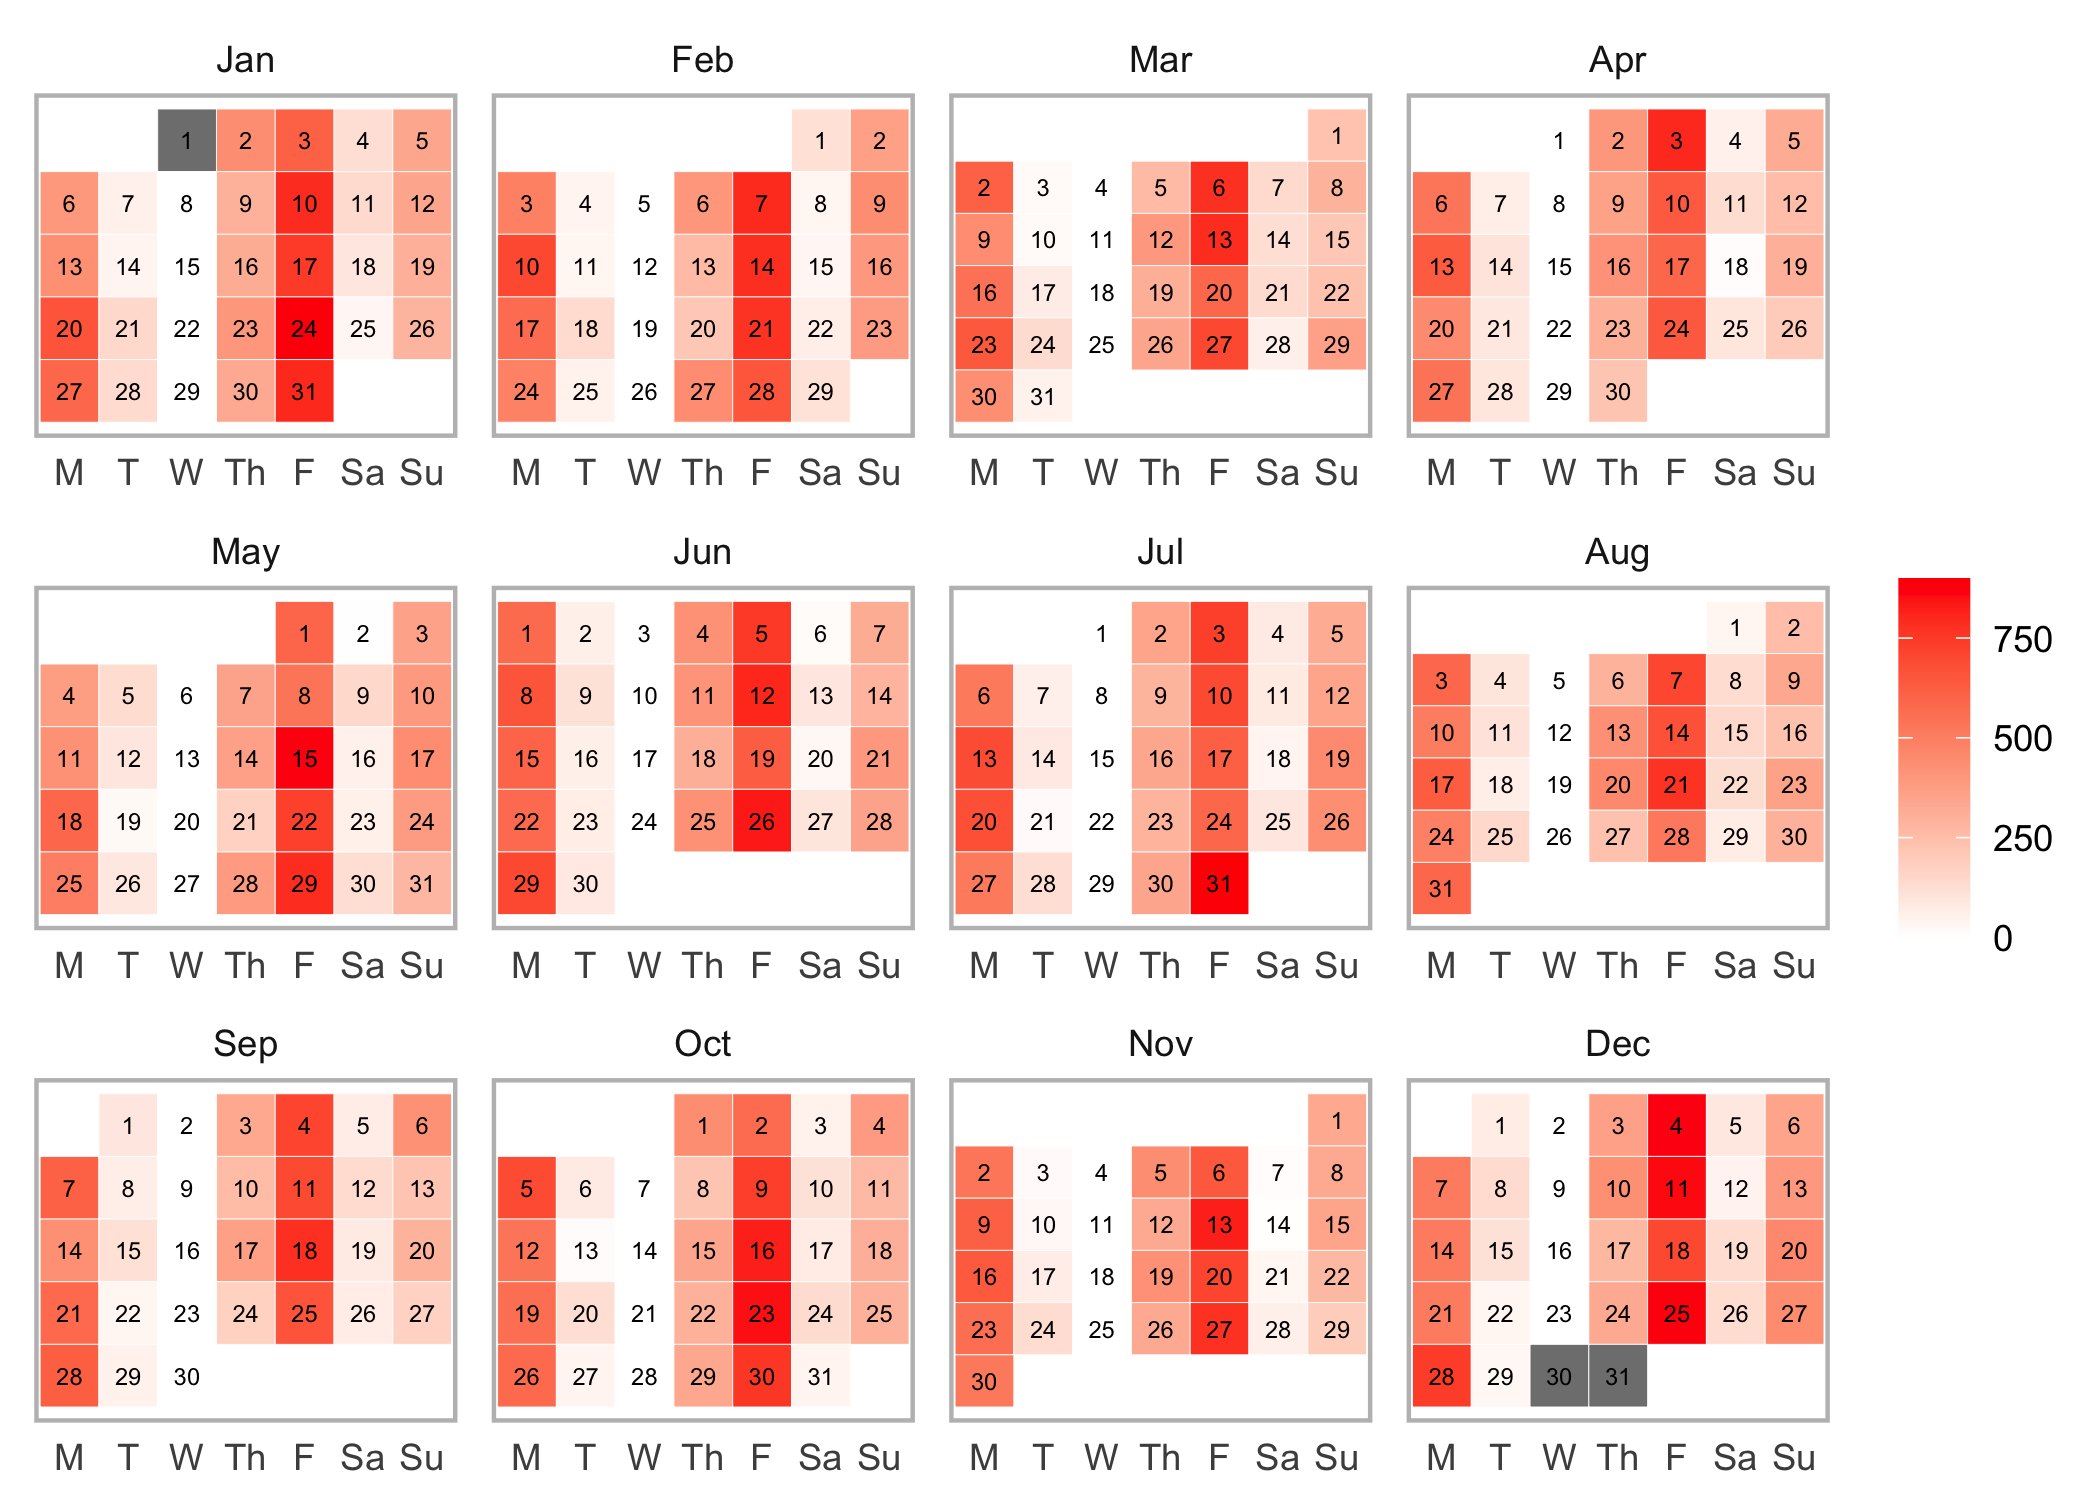 Jan Feb Mar Apr
1 2 3 4 5 1 2 1 1 2 3 4 5
6 7 8 9 10 11 12 3 4 5 6 7 8 9 2 3 4 5 6 7 8 6 7 8 9 10 11 12
13 14 15 16 17 18 19 10 11 12 13 14 15 16 9 10 11 12 13 14 15 13 14 15 16 17 18 19
20 21 22 23 24 25 26 17 18 19 20 21 22 23 16 17 18 19 20 21 22 20 21 22 23 24 25 26
27 28 29 30 31 24 25 26 27 28 29 23 24 25 26 27 28 29 27 28 29 30
30 31
M T W Th F Sa Su M T W Th F Sa Su M T W Th F Sa Su M T W Th F Sa Su
May Jun Jul Aug
1 2 3 1 2 3 4 5 6 7 1 2 3 4 5 1 2
4 5 6 7 8 9 10 8 9 10 11 12 13 14 6 7 8 9 10 11 12 3 4 5 6 7 8 9
11 12 13 14 15 16 17 15 16 17 18 19 20 21 13 14 15 16 17 18 19 10 11 12 13 14 15 16
18 19 20 21 22 23 24 22 23 24 25 26 27 28 20 21 22 23 24 25 26 17 18 19 20 21 22 23
25 26 27 28 29 30 31 29 30 27 28 29 30 31 24 25 26 27 28 29 30
31
M T W Th F Sa Su M T W Th F Sa Su M T W Th F Sa Su M T W Th F Sa Su
750
500
250
0
Sep Oct Nov Dec
1 2 3 4 5 6 1 2 3 4 1 1 2 3 4 5 6
7 8 9 10 11 12 13 5 6 7 8 9 10 11 2 3 4 5 6 7 8 7 8 9 10 11 12 13
14 15 16 17 18 19 20 12 13 14 15 16 17 18 9 10 11 12 13 14 15 14 15 16 17 18 19 20
21 22 23 24 25 26 27 19 20 21 22 23 24 25 16 17 18 19 20 21 22 21 22 23 24 25 26 27
28 29 30 26 27 28 29 30 31 23 24 25 26 27 28 29 28 29 30 31
30
M T W Th F Sa Su M T W Th F Sa Su M T W Th F Sa Su M T W Th F Sa Su